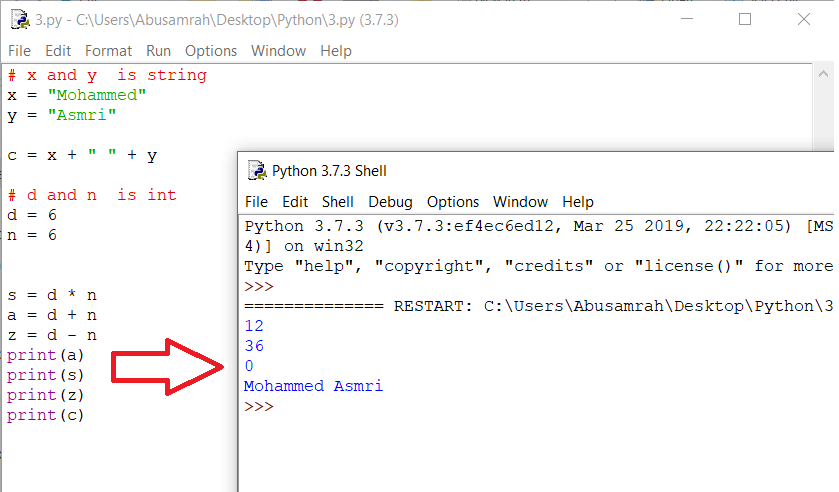 3.py - C:\Users\Abusamrah\Desktop\Python\3.py (3.7.3)
File Edit Format Run Options Window Help
# x and y  is string
x = "Mohammed"
y = "Asmri"
c = x + " " + y
# d and n  is int
d = 6
n = 6
s = d * n
a = d + n
z = d - n
print(a)
print(s)
print(z)
print(c)
Python 3.7.3 Shell
File Edit Shell Debug Options Window Help
Python 3.7.3 (v3.7.3:ef4ec6ed12, Mar 25 2019, 22:22:05) [MS
4)] on win32
Type "help", "copyright", "credits" or "license()" for more
>>>
============== RESTART: C:\Users\Abusamrah\Desktop\Python\3
12
36
0
Mohammed Asmri
>>>